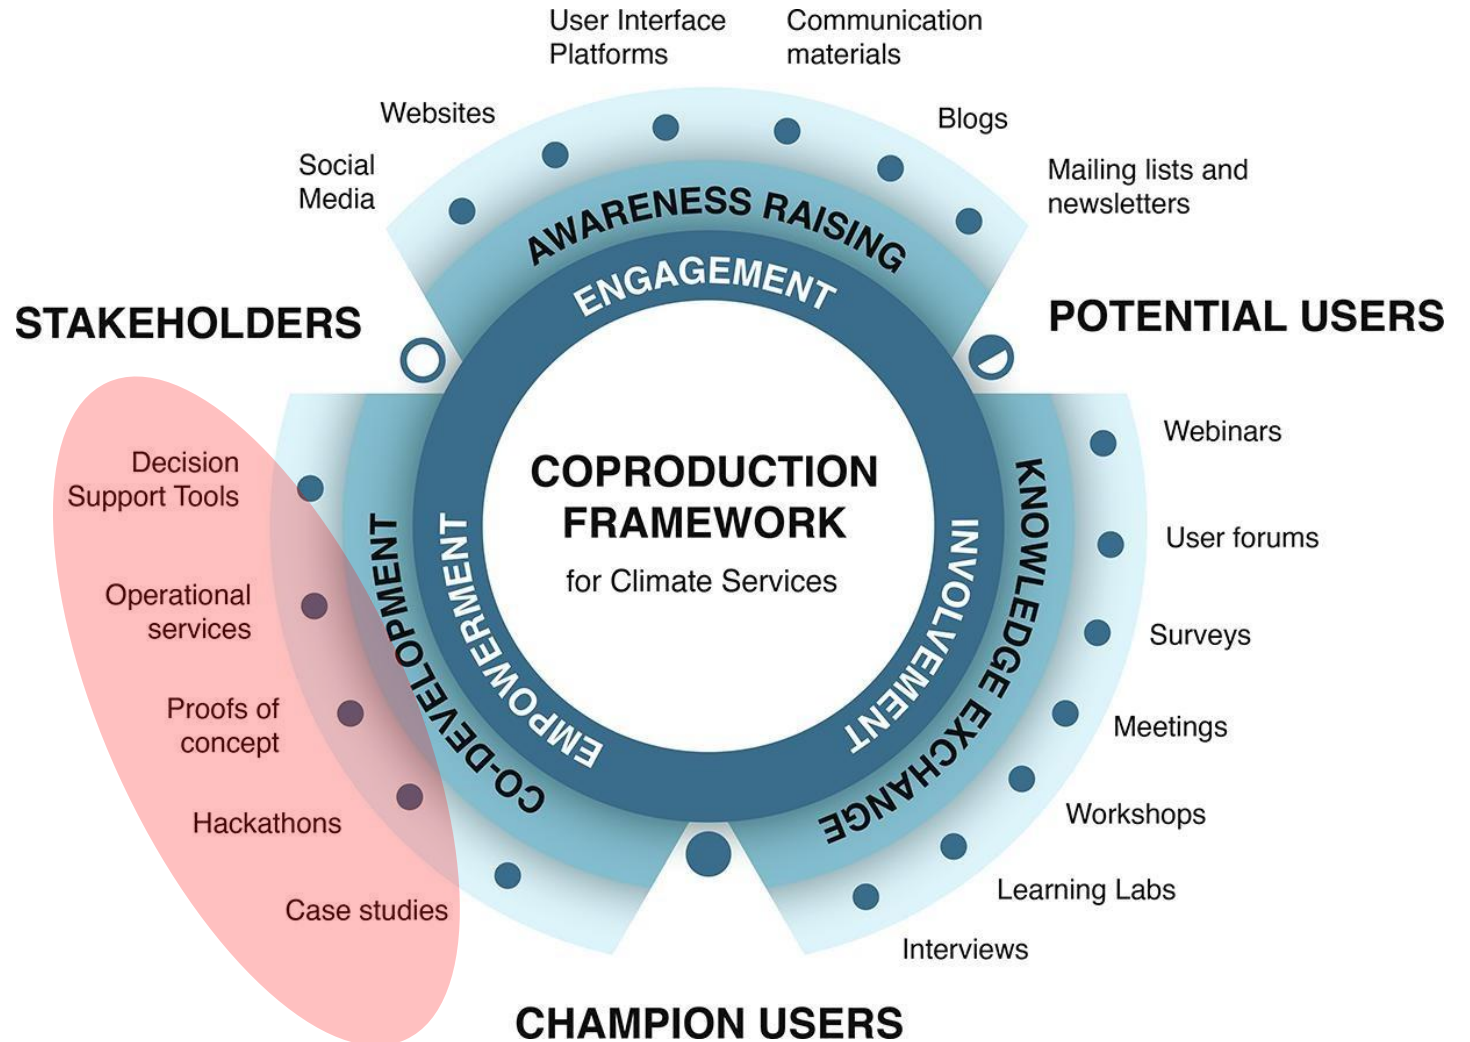 User Interface
Platforms
Communication
materials
Websites
Blogs
Social
Media
Mailing lists and
newsletters
AWARENESS RAISING
ENGAGEMENT
STAKEHOLDERS
POTENTIAL USERS
Decision
Support Tools
Operational
services
Proofs of
concept
Hackathons
Case studies
CO-DEVELOPMENT
EMPOWERMENT
COPRODUCTION
FRAMEWORK
for Climate Services
INVOLVEMENT
KNOWLEDGE EXCHANGE
Webinars
User forums
Surveys
Meetings
Workshops
Learning Labs
Interviews
CHAMPION USERS